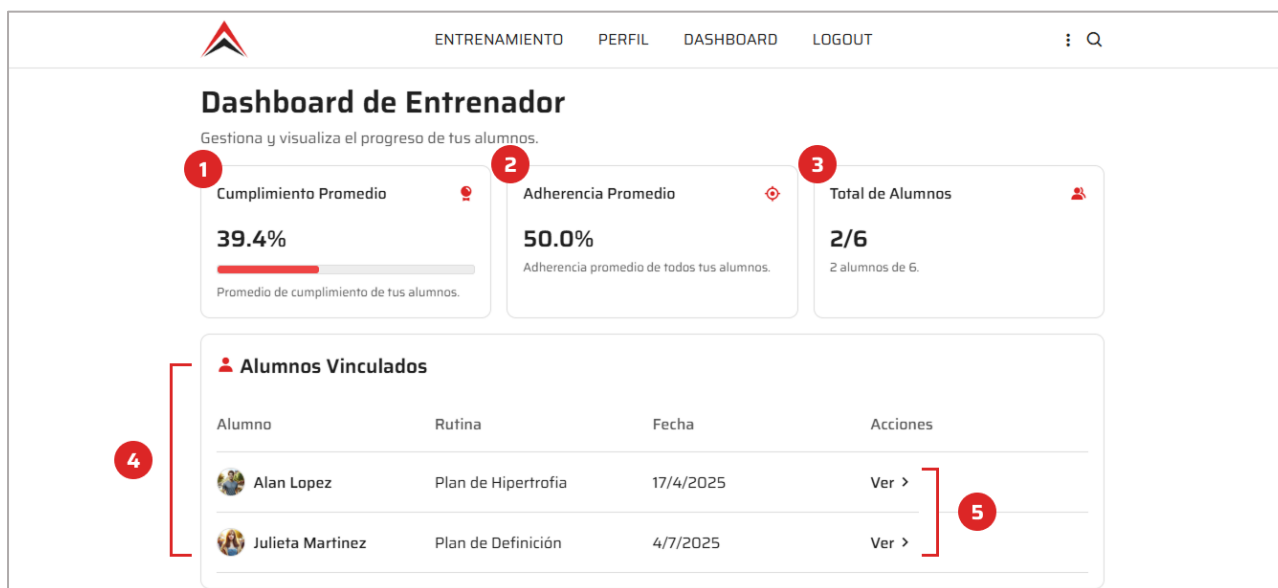 ENTRENAMIENTO PERFIL DASHBOARD LOGOUT
Dashboard de Entrenador
Gestiona y visualiza el progreso de tus alumnos.
1 2 3
Cumplimiento Promedio Adherencia Promedio Total de Alumnos
39.4% 50.0% 2/6
Adherencia promedio de todos tus alumnos. 2 alumnos de 6.
Promedio de cumplimiento de tus alumnos.
Alumnos Vinculados
Alumno Rutina Fecha Acciones
4
Alan Lopez Plan de Hipertrofia 17/4/2025 Ver
5
Julieta Martinez Plan de Definición 4/7/2025 Ver